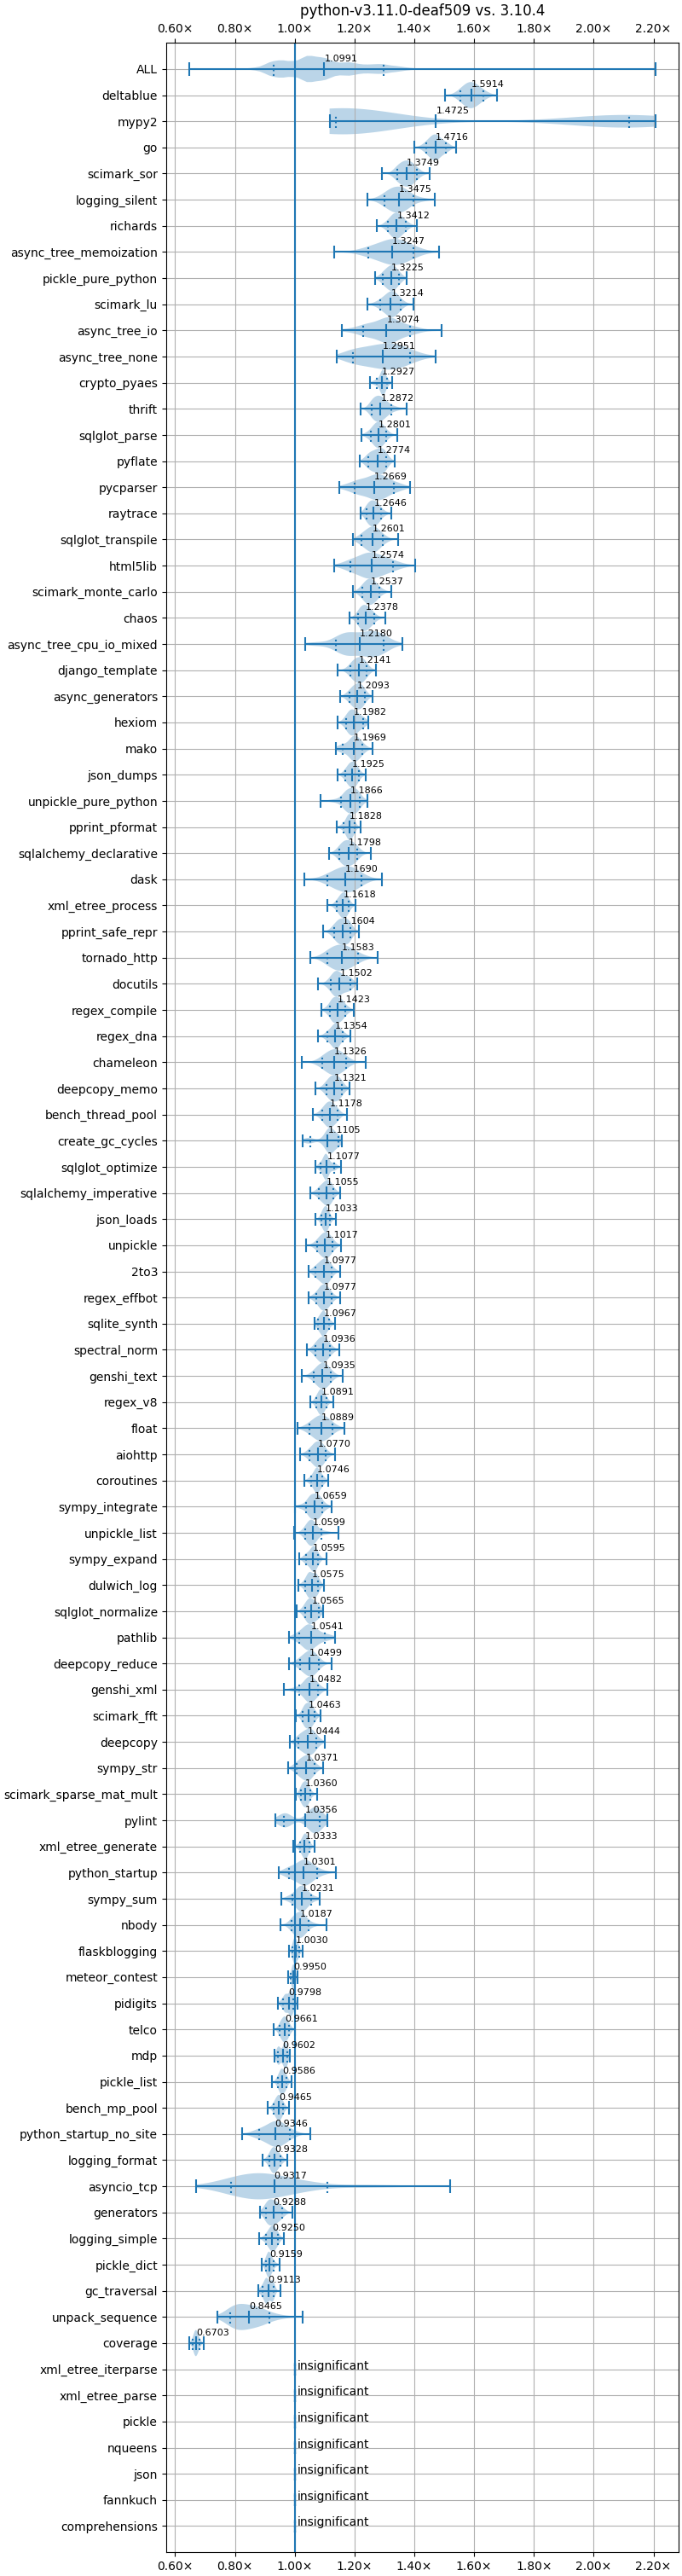 python-v3.11.0-deaf509 vs. 3.10.4
0.60× 0.80× 1.00× 1.20× 1.40× 1.60× 1.80× 2.00× 2.20×
ALL 1.0991
deltablue 1.5914
mypy2 1.4725
go 1.4716
scimark_sor 1.3749
logging_silent 1.3475
richards 1.3412
async_tree_memoization 1.3247
pickle_pure_python 1.3225
scimark_lu 1.3214
async_tree_io 1.3074
async_tree_none 1.2951
crypto_pyaes 1.2927
thrift 1.2872
sqlglot_parse 1.2801
pyflate 1.2774
pycparser 1.2669
raytrace 1.2646
sqlglot_transpile 1.2601
html5lib 1.2574
scimark_monte_carlo 1.2537
chaos 1.2378
async_tree_cpu_io_mixed 1.2180
django_template 1.2141
async_generators 1.2093
hexiom 1.1982
mako 1.1969
json_dumps 1.1925
unpickle_pure_python 1.1866
pprint_pformat 1.1828
sqlalchemy_declarative 1.1798
dask 1.1690
xml_etree_process 1.1618
pprint_safe_repr 1.1604
tornado_http 1.1583
docutils 1.1502
regex_compile 1.1423
regex_dna 1.1354
chameleon 1.1326
deepcopy_memo 1.1321
bench_thread_pool 1.1178
create_gc_cycles 1.1105
sqlglot_optimize 1.1077
sqlalchemy_imperative 1.1055
json_loads 1.1033
unpickle 1.1017
2to3 1.0977
regex_effbot 1.0977
sqlite_synth 1.0967
spectral_norm 1.0936
genshi_text 1.0935
regex_v8 1.0891
float 1.0889
aiohttp 1.0770
coroutines 1.0746
sympy_integrate 1.0659
unpickle_list 1.0599
sympy_expand 1.0595
dulwich_log 1.0575
sqlglot_normalize 1.0565
pathlib 1.0541
deepcopy_reduce 1.0499
genshi_xml 1.0482
scimark_fft 1.0463
deepcopy 1.0444
sympy_str 1.0371
scimark_sparse_mat_mult 1.0360
pylint 1.0356
xml_etree_generate 1.0333
python_startup 1.0301
sympy_sum 1.0231
nbody 1.0187
flaskblogging 1.0030
meteor_contest 0.9950
pidigits 0.9798
telco 0.9661
mdp 0.9602
pickle_list 0.9586
bench_mp_pool 0.9465
python_startup_no_site 0.9346
logging_format 0.9328
asyncio_tcp 0.9317
generators 0.9288
logging_simple 0.9250
pickle_dict 0.9159
gc_traversal 0.9113
unpack_sequence 0.8465
coverage 0.6703
xml_etree_iterparse insignificant
xml_etree_parse insignificant
pickle insignificant
nqueens insignificant
json insignificant
fannkuch insignificant
comprehensions insignificant
0.60× 0.80× 1.00× 1.20× 1.40× 1.60× 1.80× 2.00× 2.20×